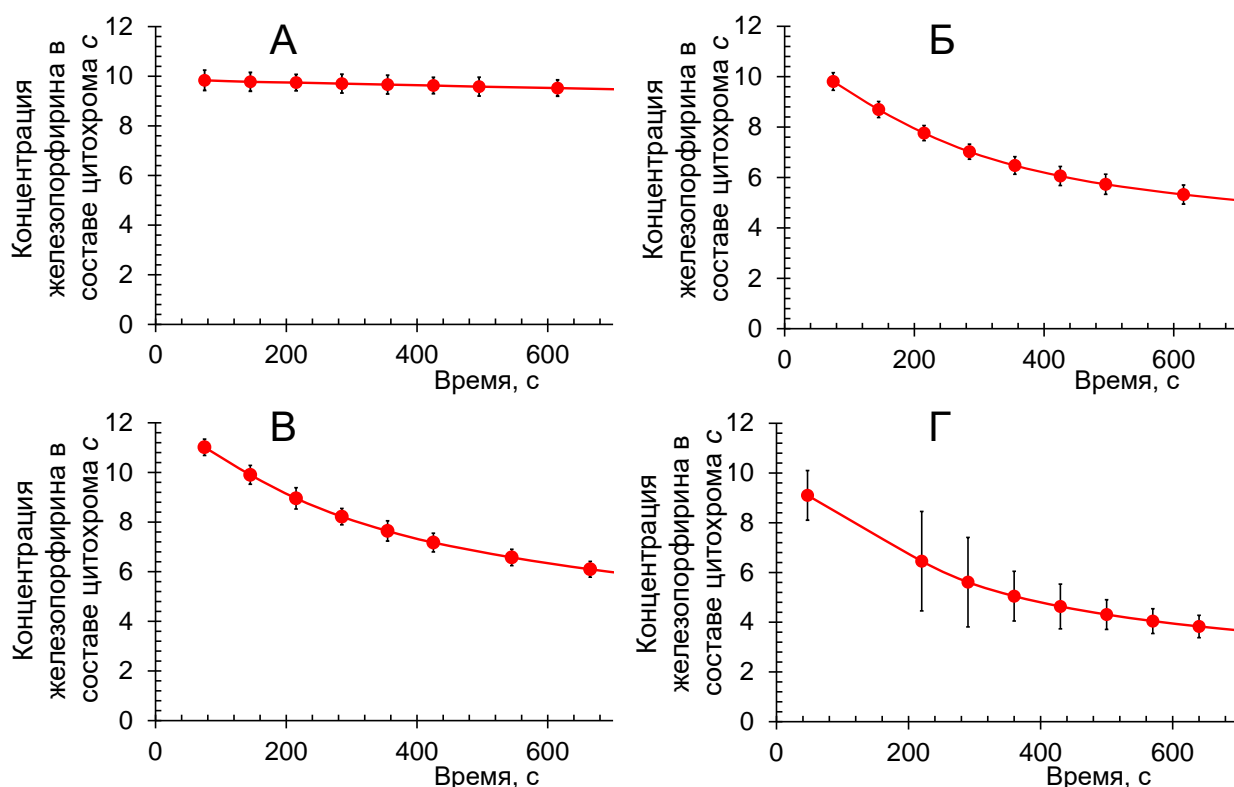 А
Концентрация
железопорфирина в
составе цитохрома с
12
10
8
6
4
2
0
0 200 400 600
Время, с
Б
Концентрация
железопорфирина в
составе цитохрома с
12
10
8
6
4
2
0
0 200 400 600
Время, с
В
Концентрация
железопорфирина в
составе цитохрома с
12
10
8
6
4
2
0
0 200 400 600
Время, с
Г
Концентрация
железопорфирина в
составе цитохрома с
12
10
8
6
4
2
0
0 200 400 600
Время, с